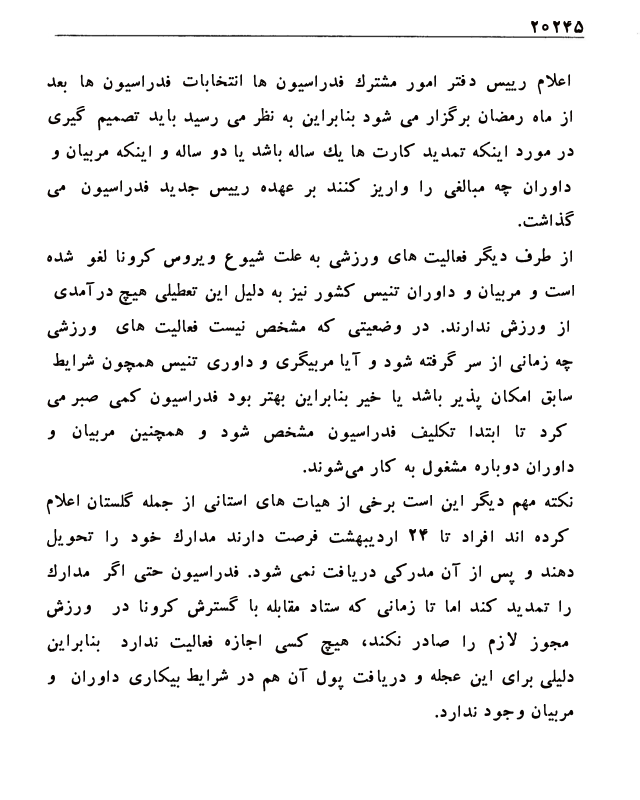 ۲۰۲۴۵
اعلام رییس دفتر امور مشترک فدراسیون ها انتخابات فدراسیون ها بعد
از ماه رمضان برگزار می شود بنابراین به نظر می رسید باید تصمیم گیری
در مورد اینکه تمدید کارت ها یك ساله باشد یا دو ساله و اینکه مربیان و
داوران چه مبالغی را واریز کنند بر عهده رییس جدید فدراسیون می
گذاشت.
از طرف دیگر فعالیت های ورزشی به علت شیوع ویروس کرونا لغو شده
است و مربیان و داوران تنیس کشور نیز به دلیل این تعطیلی هیچ درآمدی
از ورزش ندارند. در وضعیتی که مشخص نیست فعالیت های ورزشی
چه زمانی از سر گرفته شود و آیا مربیگری و داوری تنیس همچون شرایط
سابق امکان پذیر باشد یا خیر بنابراین بهتر بود فدراسیون کمی صبر می
کرد تا ابتدا تکلیف فدراسیون مشخص شود و همچنین مربیان و
داوران دوباره مشغول به کار می‌شوند.
نکته مهم دیگر این است برخی از هیات های استانی از جمله گلستان اعلام
کرده اند افراد تا ۲۴ اردیبهشت فرصت دارند مدارك خود را تحویل
دهند و پس از آن مدرکی دریافت نمی شود. فدراسیون حتی اگر مدارك
را تمدید کند اما تا زمانی که ستاد مقابله با گسترش کرونا در ورزش
مجوز لازم را صادر نکند، هیچ کسی اجازه فعالیت ندارد بنابراین
دلیلی برای این عجله و دریافت پول آن هم در شرایط بیکاری داوران و
مربیان وجود ندارد.